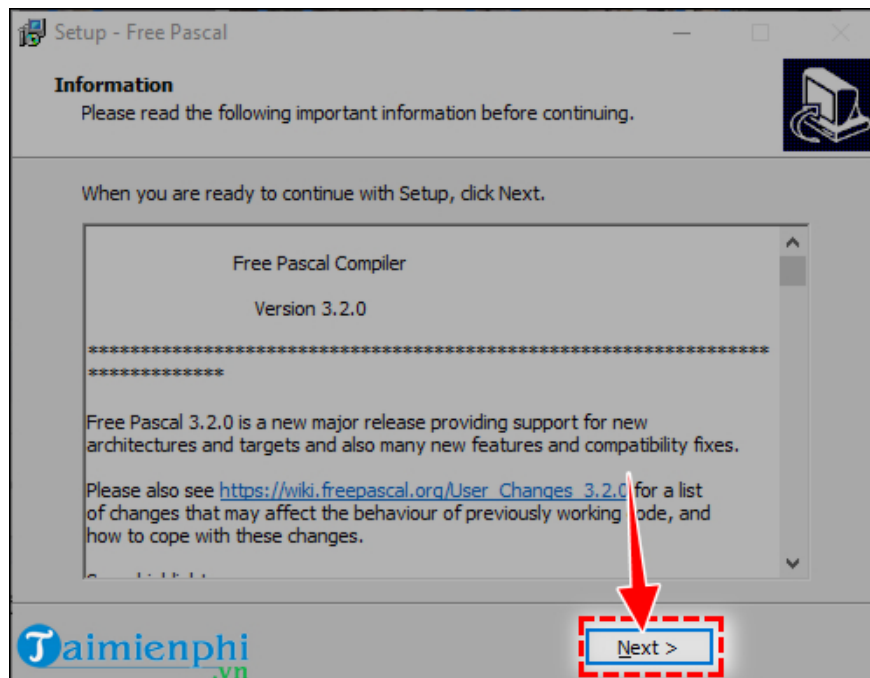 Setup - Free Pascal
Information
Please read the following important information before continuing.
When you are ready to continue with Setup, click Next.
Free Pascal Compiler
Version 3.2.0
*****************************************************************
*************
Free Pascal 3.2.0 is a new major release providing support for new
architectures and targets and also many new features and compatibility fixes.
Please also see https://wiki.freepascal.org/User_Changes_3.2.0 for a list
of changes that may affect the behaviour of previously working code, and
how to cope with these changes.
Taimienphi
.vn
Next >